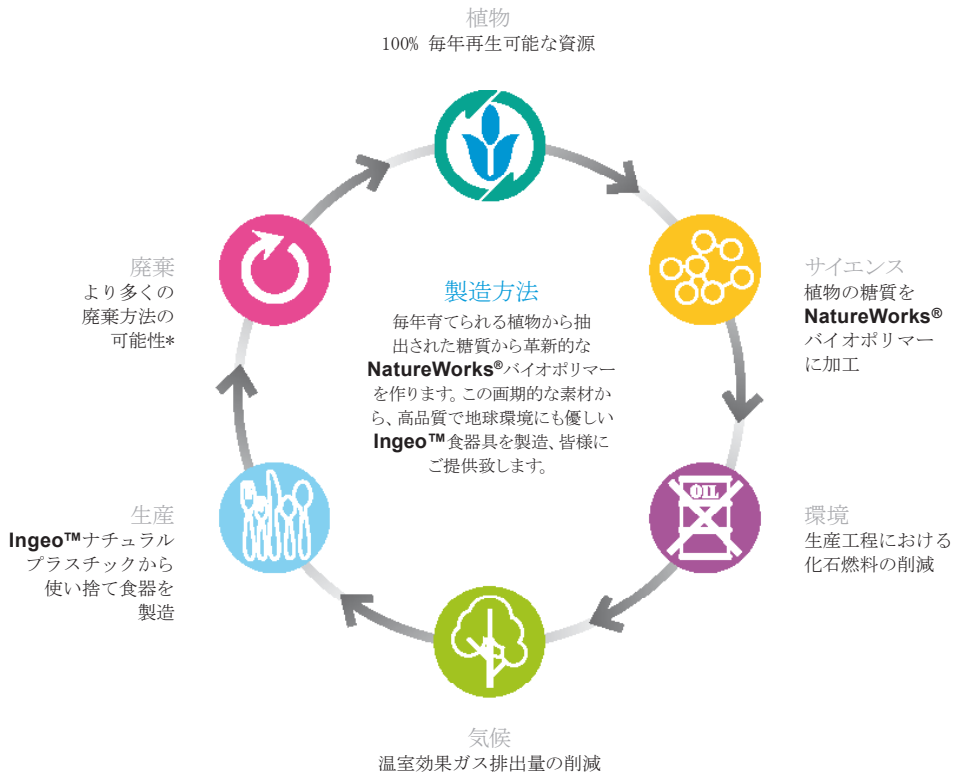 植物
100% 毎年再生可能な資源
サイエンス
植物の糖質を
NatureWorks®
バイオポリマー
に加工
環境
生産工程における
化石燃料の削減
OIL
気候
温室効果ガス排出量の削減
生産
Ingeo™ナチュラル
プラスチックから
使い捨て食器を
製造
廃棄
より多くの
廃棄方法の
可能性*
製造方法
毎年育てられる植物から抽
出された糖質から革新的な
NatureWorks®バイオポリマー
を作ります。この画期的な素材か
ら、高品質で地球環境にも優しい
Ingeo™食器具を製造、皆様に
ご提供致します。